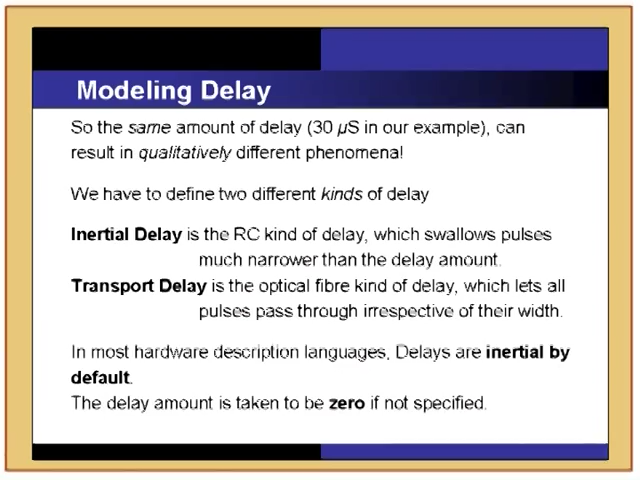 Modeling Delay
So the same amount of delay (30 µS in our example), can
result in qualitatively different phenomena!
We have to define two different kinds of delay
Inertial Delay is the RC kind of delay, which swallows pulses
much narrower than the delay amount.
Transport Delay is the optical fibre kind of delay, which lets all
pulses pass through irrespective of their width.
In most hardware description languages, Delays are inertial by
default.
The delay amount is taken to be zero if not specified.